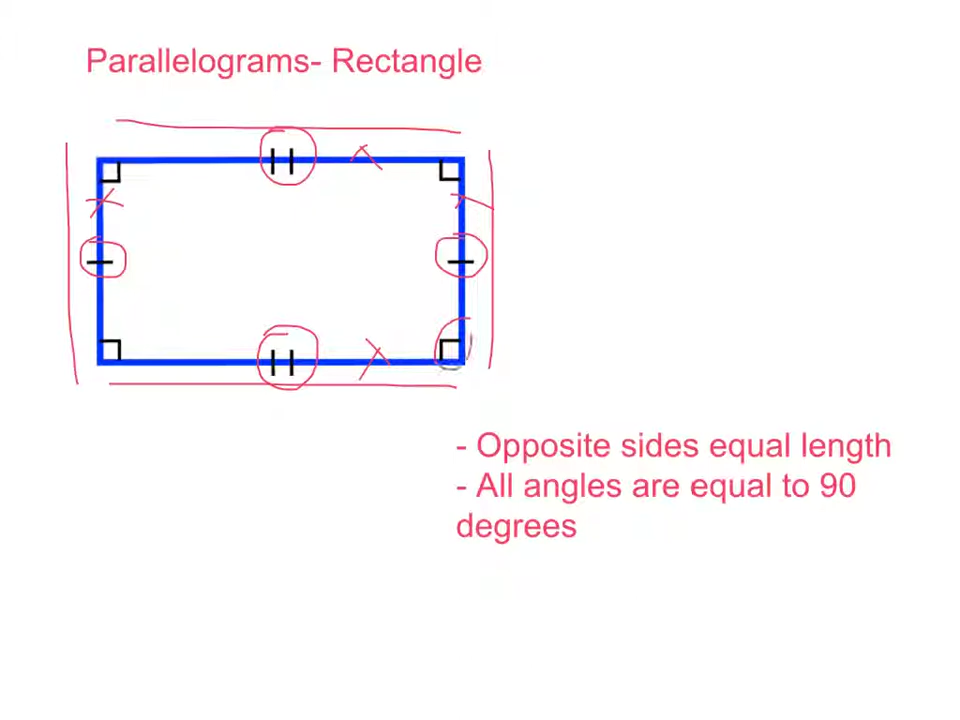 Parallelograms- Rectangle
- Opposite sides equal length
- All angles are equal to 90
degrees